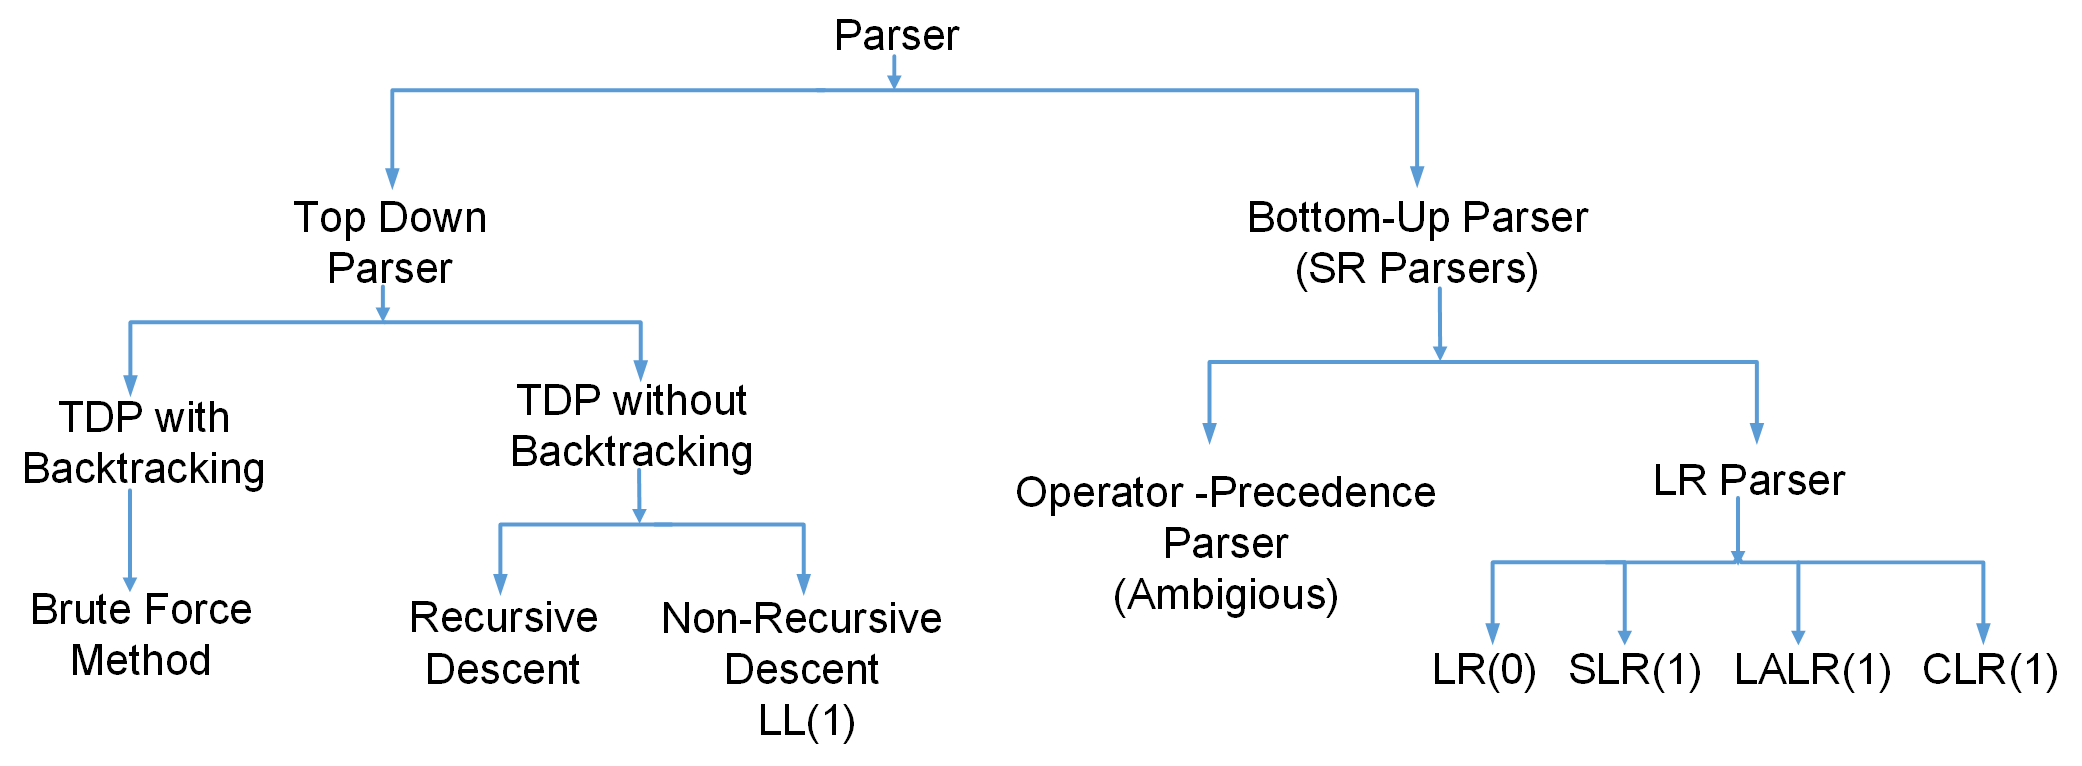 Parser
Top Down
Parser
Bottom-Up Parser
(SR Parsers)
TDP with
Backtracking
TDP without
Backtracking
Operator -Precedence
Parser
(Ambigious)
LR Parser
Brute Force
Method
Recursive
Descent
Non-Recursive
Descent
LL(1)
LR(0)
SLR(1)
LALR(1)
CLR(1)